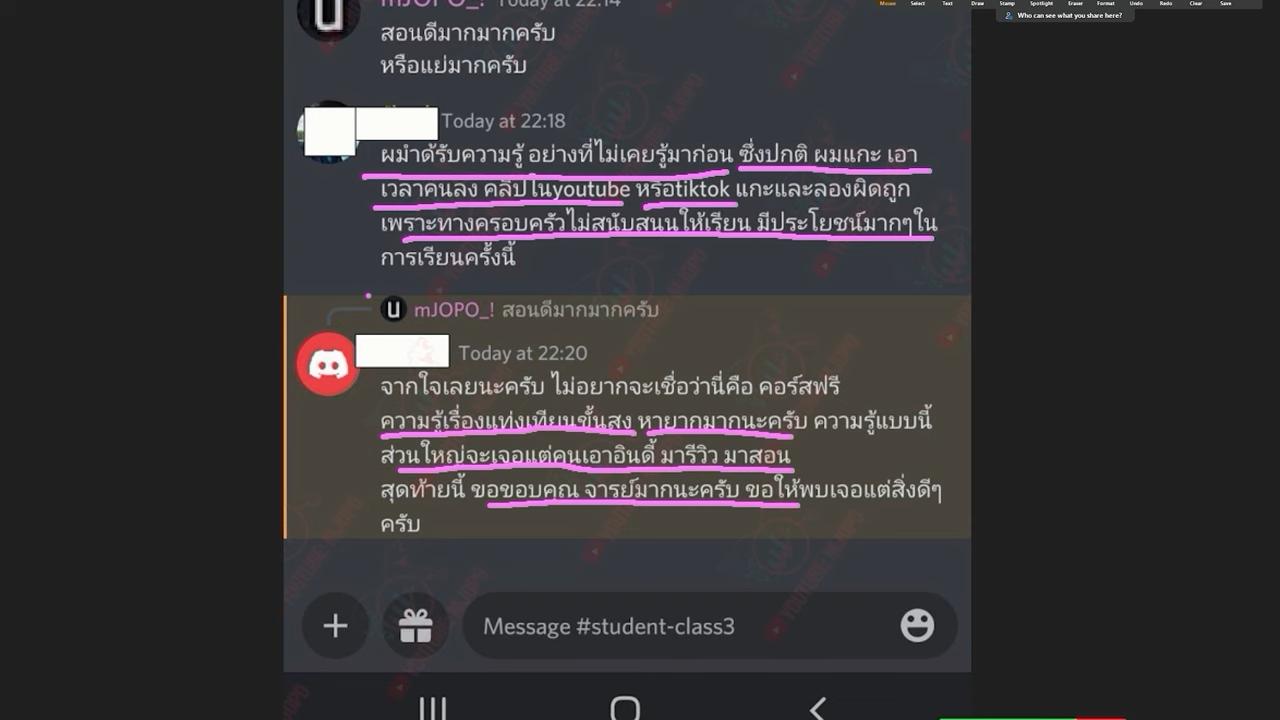 Mouse Select Text Draw Stamp Spotlight Eraser Format Undo Redo Clear Save
Who can see what you share here?
mJOPO_! Today at 22:14
สอนดีมากมากครับ
หรือแย่มากครับ
Today at 22:18
ผมำด้รับความรู้ อย่างที่ไม่เคยรู้มาก่อน ซึ่งปกติ ผมแกะ เอา
เวลาคนลง คลิปในyoutube หรือtiktok แกะและลองผิดถูก
เพราะทางครอบครัวไม่สนับสนนให้เรียน มีประโยชน์มากๆใน
การเรียนครั้งนี้
mJOPO_! สอนดีมากมากครับ
Today at 22:20
จากใจเลยนะครับ ไม่อยากจะเชื่อว่านี่คือ คอร์สฟรี
ความรู้เรื่องแท่งเทียนขั้นสูง หายากมากนะครับ ความรู้แบบนี้
ส่วนใหญ่จะเจอแต่คนเอาอินดี้ มารีวิว มาสอน
สุดท้ายนี้ ขอขอบคุณ จารย์มากนะครับ ขอให้พบเจอแต่สิ่งดีๆ
ครับ
Message #student-class3